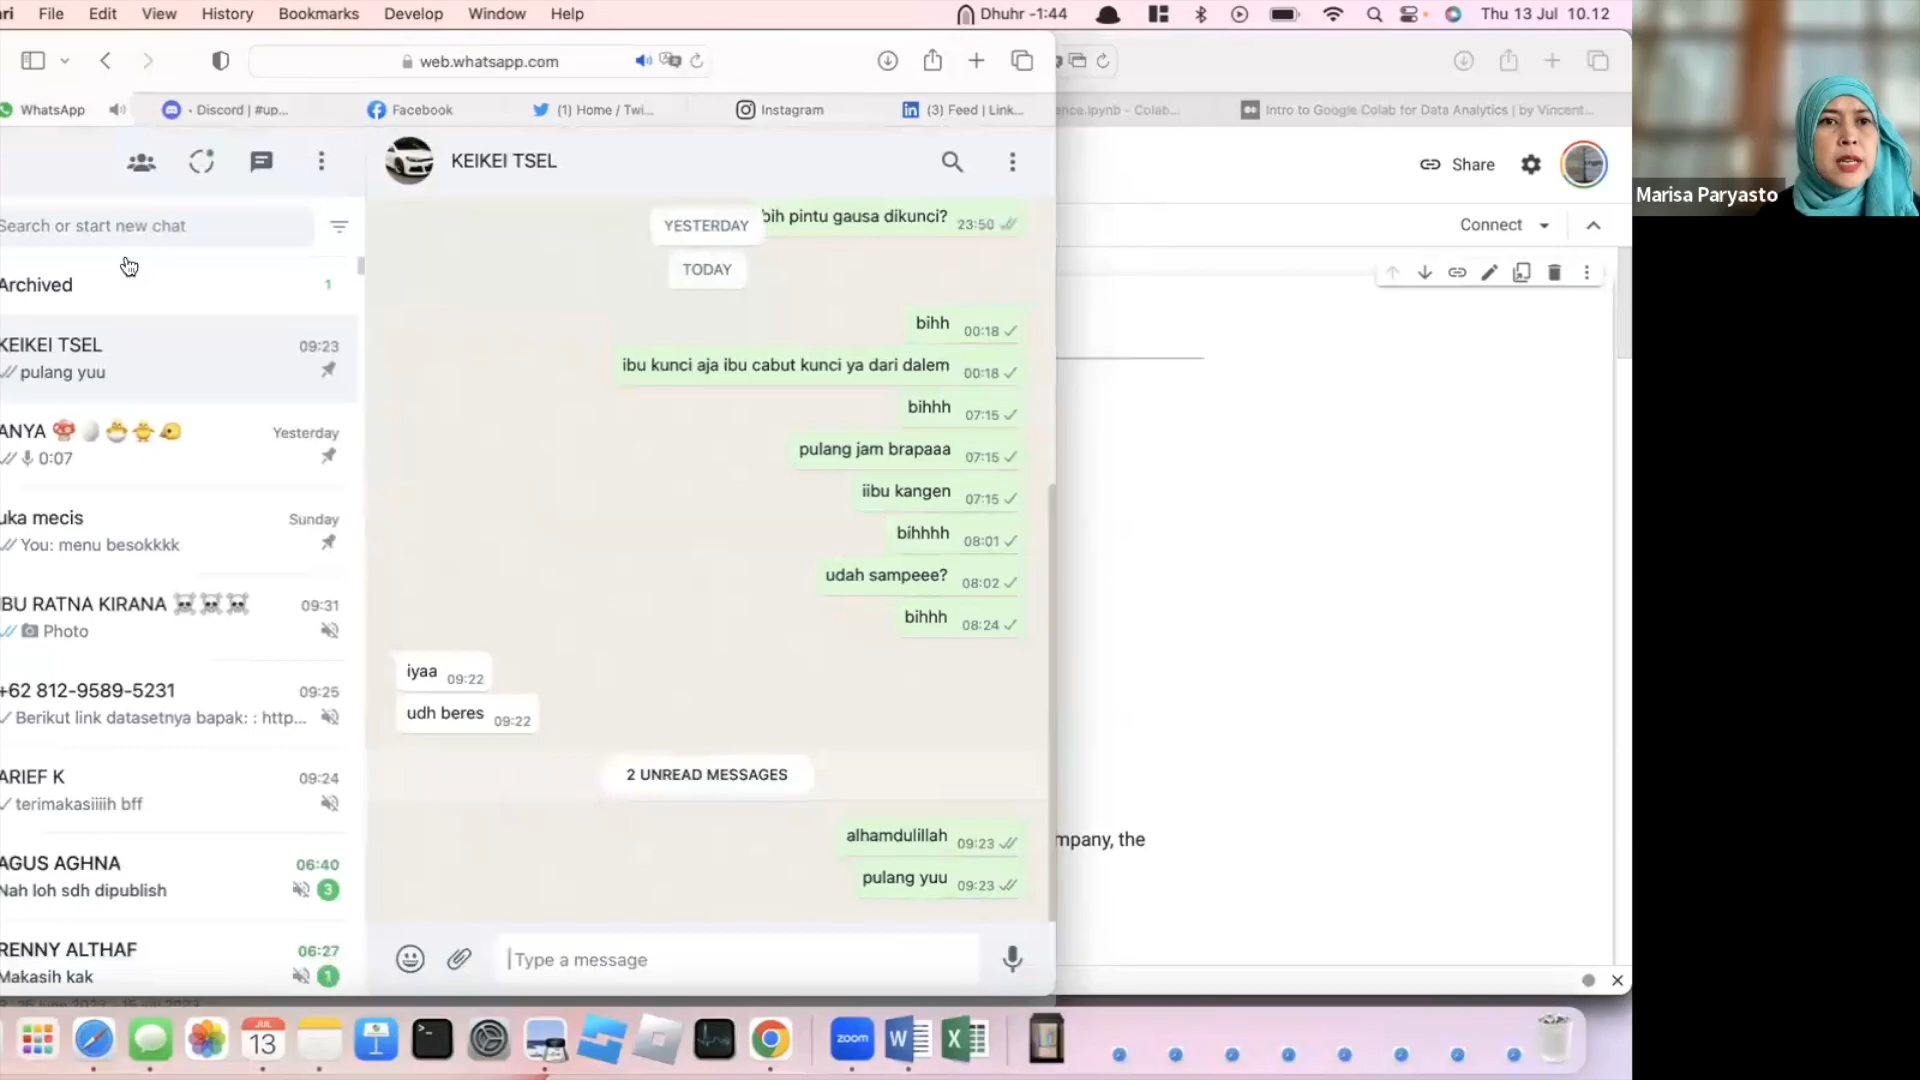 File Edit View History Bookmarks Develop Window Help Dhuhr -1:44 Thu 13 Jul 10.12
web.whatsapp.com
WhatsApp
- Discord | #up...
Facebook
(1) Home / Twi...
Instagram
(3) Feed | Link...
ence.ipynb - Colab...
Intro to Google Colab for Data Analytics | by Vincent...
KEIKEI TSEL
Share
Connect
Marisa Paryasto
Search or start new chat
Archived 1
KEIKEI TSEL 09:23
pulang yuu
ANYA Yesterday
0:07
uka mecis Sunday
You: menu besokkkk
IBU RATNA KIRANA ☠️☠️☠️ 09:31
Photo
+62 812-9589-5231 09:25
Berikut link datasetnya bapak: : http...
ARIEF K 09:24
terimakasiiiih bff
AGUS AGHNA 06:40
Nah loh sdh dipublish 3
RENNY ALTHAF 06:27
Makasih kak 1
bih pintu gausa dikunci? 23:50
YESTERDAY
TODAY
bihh 00:18
ibu kunci aja ibu cabut kunci ya dari dalem 00:18
bihhh 07:15
pulang jam brapaaa 07:15
iibu kangen 07:15
bihhhh 08:01
udah sampeee? 08:02
bihhh 08:24
iyaa 09:22
udh beres 09:22
2 UNREAD MESSAGES
alhamdulillah 09:23
pulang yuu 09:23
Type a message
mpany, the
JUL
13
zoom
W
X